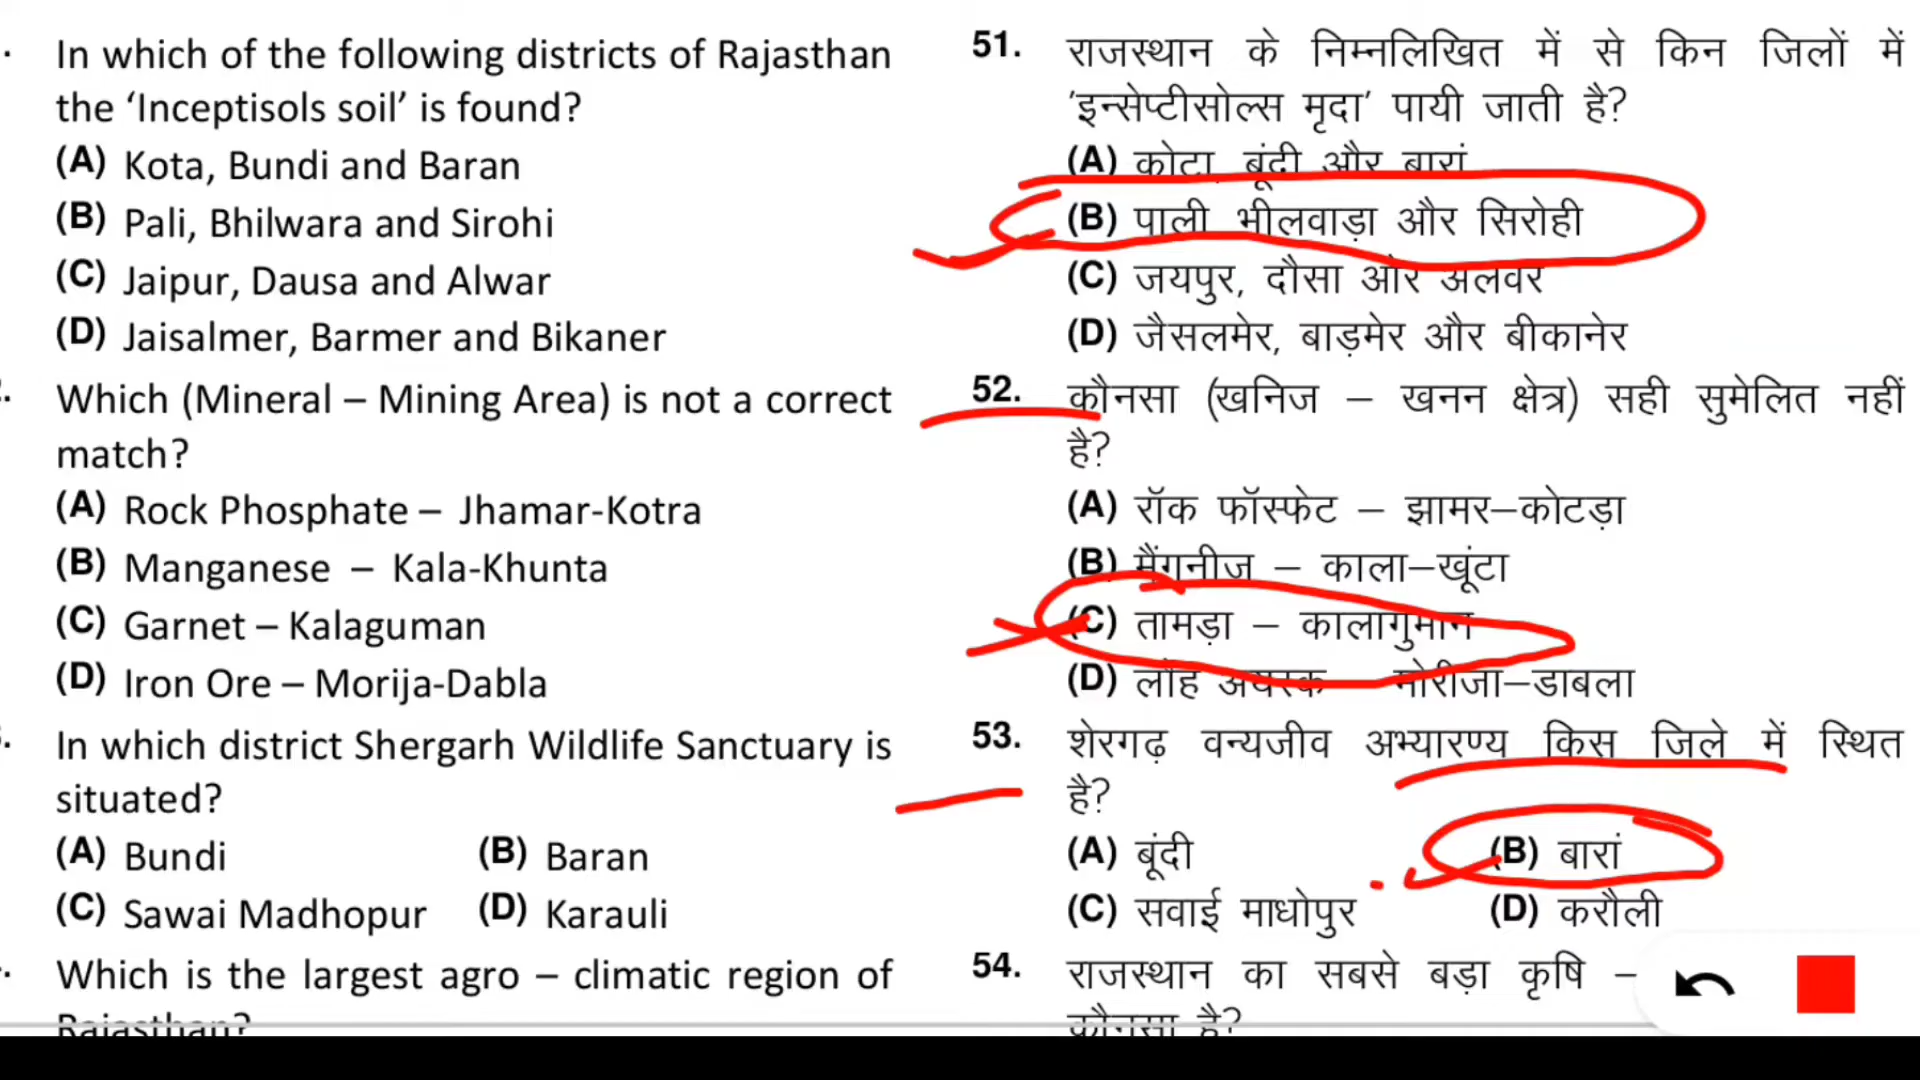 In which of the following districts of Rajasthan
the ‘Inceptisols soil’ is found?
(A) Kota, Bundi and Baran
(B) Pali, Bhilwara and Sirohi
(C) Jaipur, Dausa and Alwar
(D) Jaisalmer, Barmer and Bikaner
Which (Mineral – Mining Area) is not a correct
match?
(A) Rock Phosphate – Jhamar-Kotra
(B) Manganese – Kala-Khunta
(C) Garnet – Kalaguman
(D) Iron Ore – Morija-Dabla
In which district Shergarh Wildlife Sanctuary is
situated?
(A) Bundi (B) Baran
(C) Sawai Madhopur (D) Karauli
Which is the largest agro – climatic region of
Rajasthan?
51. राजस्थान के निम्नलिखित में से किन जिलों में
'इन्सेप्टीसोल्स मृदा' पायी जाती है?
(A) कोटा, बूंदी और बारां
(B) पाली, भीलवाड़ा और सिरोही
(C) जयपुर, दौसा और अलवर
(D) जैसलमेर, बाड़मेर और बीकानेर
52. कौनसा (खनिज – खनन क्षेत्र) सही सुमेलित नहीं
है?
(A) रॉक फॉस्फेट – झामर–कोटड़ा
(B) मैंगनीज – काला–खूंटा
(C) तामड़ा – कालागुमान
(D) लौह अयस्क – मोरीजा–डाबला
53. शेरगढ़ वन्यजीव अभ्यारण्य किस जिले में स्थित
है?
(A) बूंदी (B) बारां
(C) सवाई माधोपुर (D) करौली
54. राजस्थान का सबसे बड़ा कृषि –
कौनसा है?